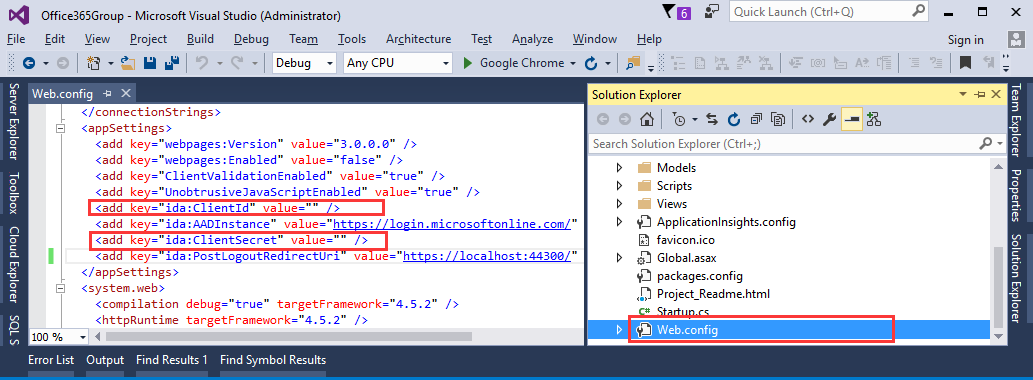 Office365Group - Microsoft Visual Studio (Administrator)
6
Quick Launch (Ctrl+Q)
File Edit View Project Build Debug Team Tools Architecture Test Analyze Window Help Sign in
Debug Any CPU Google Chrome
Server Explorer
Toolbox
Cloud Explorer
SQL S
Web.config
</connectionStrings>
<appSettings>
<add key="webpages:Version" value="3.0.0.0" />
<add key="webpages:Enabled" value="false" />
<add key="ClientValidationEnabled" value="true" />
<add key="UnobtrusiveJavaScriptEnabled" value="true" />
<add key="ida:ClientId" value="" />
<add key="ida:AADInstance" value="https://login.microsoftonline.com/"
<add key="ida:ClientSecret" value="" />
<add key="ida:PostLogoutRedirectUri" value="https://localhost:44300/"
</appSettings>
<system.web>
<compilation debug="true" targetFramework="4.5.2" />
<httpRuntime targetFramework="4.5.2" />
100 %
Solution Explorer
Search Solution Explorer (Ctrl+;)
Models
Scripts
Views
ApplicationInsights.config
favicon.ico
Global.asax
packages.config
Project_Readme.html
C# Startup.cs
Web.config
Team Explorer
Properties
Notifications
Diagnostic Tools
Error List Output Find Results 1 Find Symbol Results